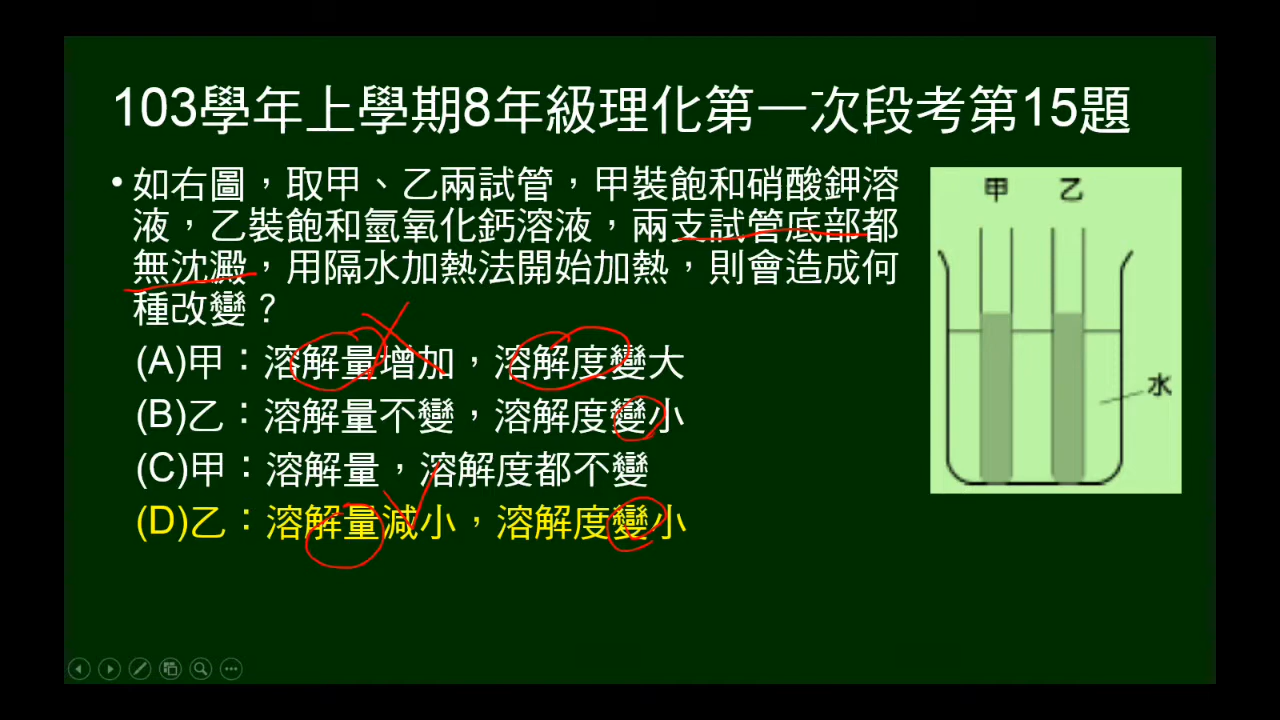 103學年上學期8年級理化第一次段考第15題
• 如右圖，取甲、乙兩試管，甲裝飽和硝酸鉀溶
液，乙裝飽和氫氧化鈣溶液，兩支試管底部都
無沈澱，用隔水加熱法開始加熱，則會造成何
種改變？
(A)甲：溶解量增加，溶解度變大
(B)乙：溶解量不變，溶解度變小
(C)甲：溶解量，溶解度都不變
(D)乙：溶解量減小，溶解度變小
甲 乙
水